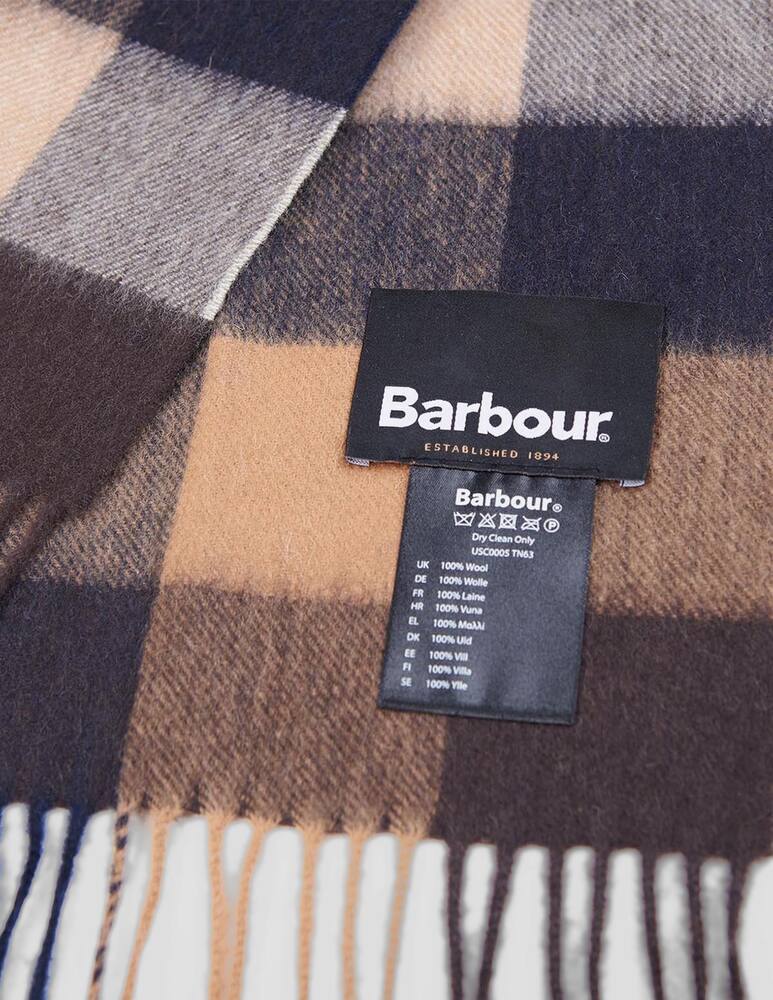 Barbour®
ESTABLISHED 1894
Barbour®
P
Dry Clean Only
USC0005 TN63
UK 100% Wool
DE 100% Wolle
FR 100% Laine
HR 100% Vuna
EL 100% Μαλλί
DK 100% Uld
EE 100% Vill
FI 100% Villa
SE 100% Ylle